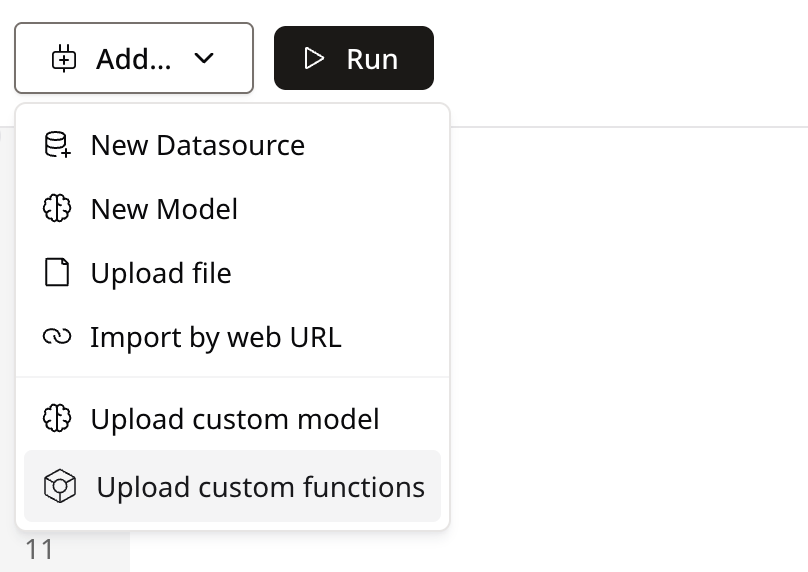 Add...
Run
New Datasource
New Model
Upload file
Import by web URL
Upload custom model
Upload custom functions
11